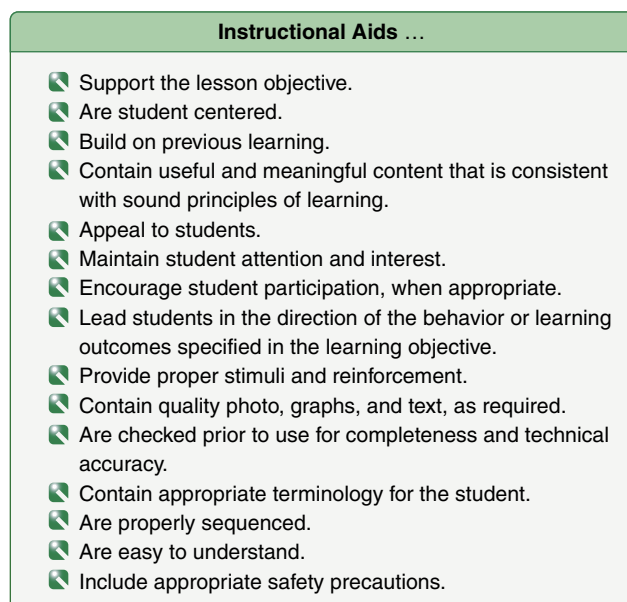 Instructional Aids …
Support the lesson objective.
Are student centered.
Build on previous learning.
Contain useful and meaningful content that is consistent
with sound principles of learning.
Appeal to students.
Maintain student attention and interest.
Encourage student participation, when appropriate.
Lead students in the direction of the behavior or learning
outcomes specified in the learning objective.
Provide proper stimuli and reinforcement.
Contain quality photo, graphs, and text, as required.
Are checked prior to use for completeness and technical
accuracy.
Contain appropriate terminology for the student.
Are properly sequenced.
Are easy to understand.
Include appropriate safety precautions.